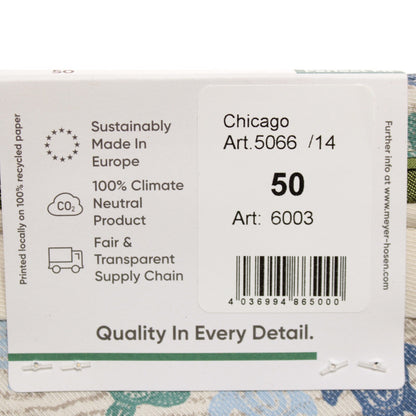 50
Printed locally on 100% recycled paper
Sustainably
Made In
Europe
CO₂
100% Climate
Neutral
Product
Fair &
Transparent
Supply Chain
Chicago
Art.5066 /14
50
Art: 6003
4 036994 865000
Further info at www.meyer-hosen.com
Quality In Every Detail.